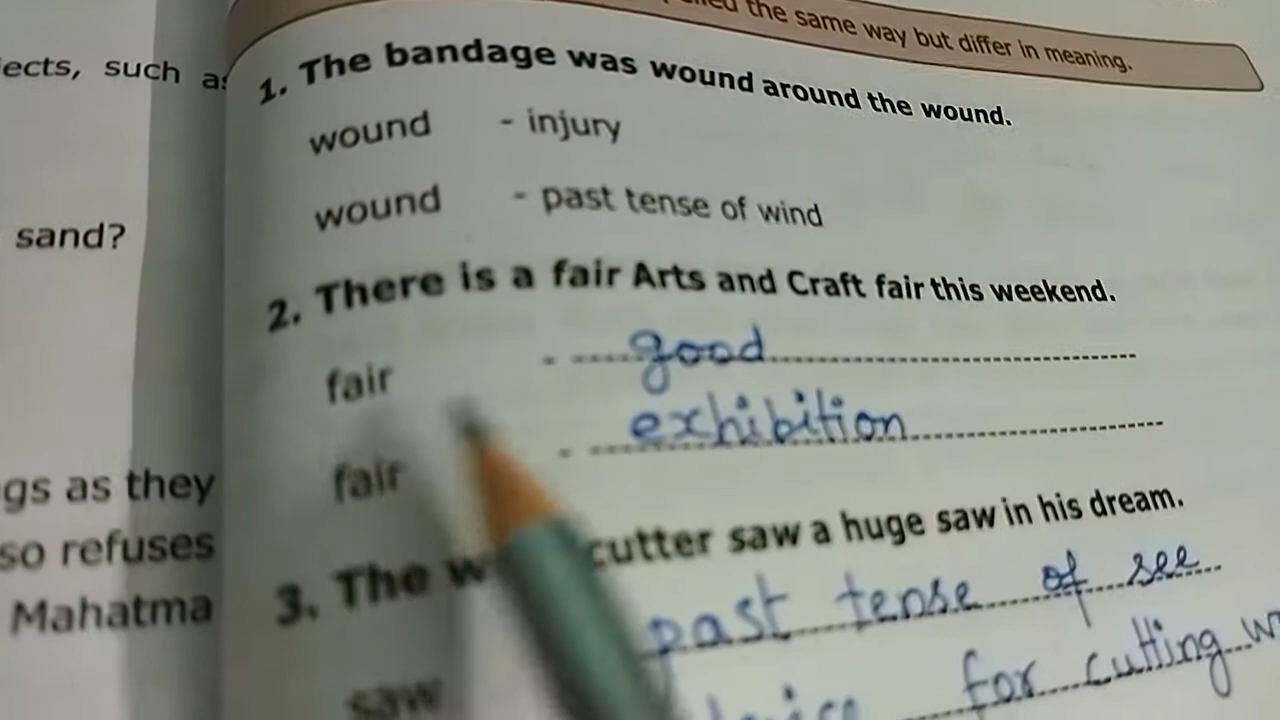 ects, such as
sand?
gs as they
so refuses
Mahatma
the same way but differ in meaning.
1. The bandage was wound around the wound.
wound - injury
wound - past tense of wind
2. There is a fair Arts and Craft fair this weekend.
fair - good
fair - exhibition
3. The cutter saw a huge saw in his dream.
past tense of see
saw for cutting